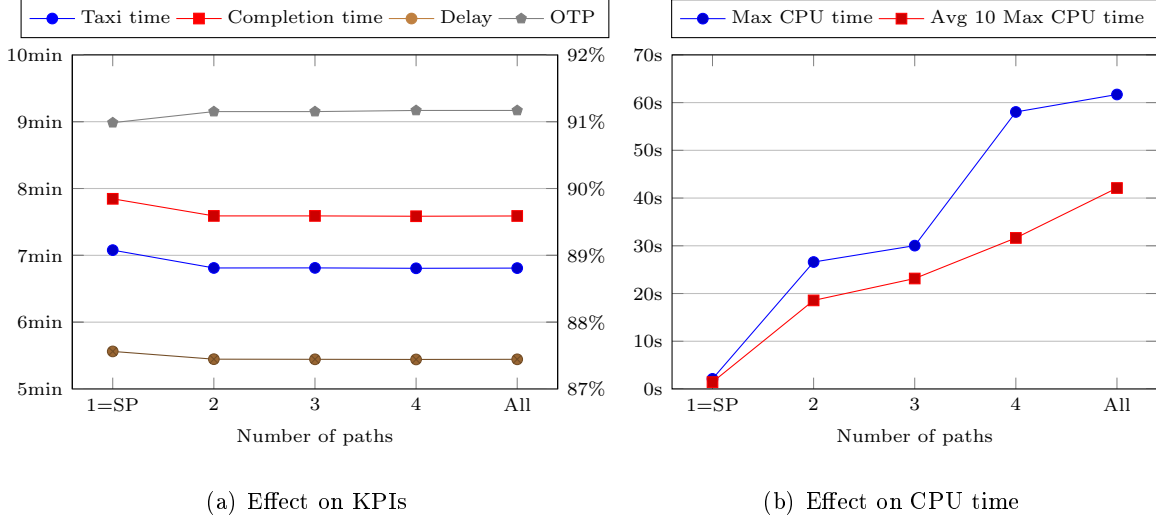 Taxi time Completion time Delay OTP
10min
9min
8min
7min
6min
5min
92%
91%
90%
89%
88%
87%
1=SP 2 3 4 All
Number of paths
(a) Effect on KPIs
Max CPU time Avg 10 Max CPU time
70s
60s
50s
40s
30s
20s
10s
0s
1=SP 2 3 4 All
Number of paths
(b) Effect on CPU time